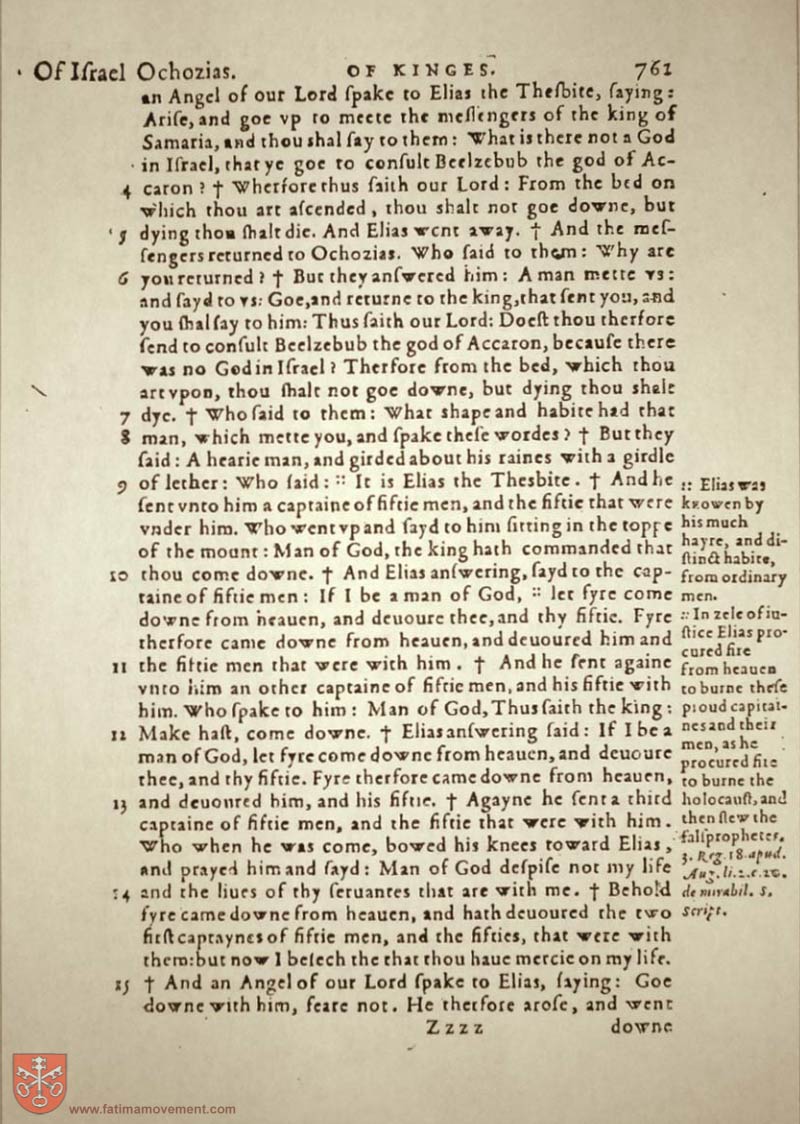 Of Iſrael Ochozias. OF KINGES. 761
an Angel of our Lord ſpake to Elias the Theſbite, ſaying:
Ariſe, and goe vp to meete the meſſengers of the king of
Samaria, and thou ſhal ſay to them: What is there not a God
in Iſrael, that ye goe to conſult Beelzebub the god of Ac-
4 caron? † Wherfore thus ſaith our Lord: From the bed on
which thou art aſcended, thou ſhalt not goe downe, but
5 dying thou ſhalt die. And Elias went away. † And the meſ-
ſengers returned to Ochozias. Who ſaid to them: Why are
6 you returned? † But they anſwered him: A man mette vs:
and ſayd to vs: Goe, and returne to the king, that ſent you, and
you ſhal ſay to him: Thus ſaith our Lord: Doeſt thou therfore
ſend to conſult Beelzebub the god of Accaron, becauſe there
was no God in Iſrael? Therfore from the bed, which thou
art vpon, thou ſhalt not goe downe, but dying thou ſhalt
7 dye. † Who ſaid to them: What shape and habite had that
8 man, which mette you, and ſpake theſe wordes? † But they
ſaid: A hearie man, and girded about his raines with a girdle
9 of lether: Who ſaid: :: It is Elias the Thesbite. † And he
ſent vnto him a captaine of fiftie men, and the fiftie that were
vnder him. Who went vp and ſayd to him ſitting in the toppe
of the mount: Man of God, the king hath commanded that
10 thou come downe. † And Elias anſwering, ſayd to the cap-
taine of fiftie men: If I be a man of God, :: let fyre come
downe from heauen, and deuoure thee, and thy fiftie. Fyre
therfore came downe from heauen, and deuoured him and
11 the fiftie men that were with him. † And he ſent againe
vnto him an other captaine of fiftie men, and his fiftie with
him. Who ſpake to him: Man of God, Thus ſaith the king:
12 Make haſt, come downe. † Elias anſwering ſaid: If I be a
man of God, let fyre come downe from heauen, and deuoure
thee, and thy fiftie. Fyre therfore came downe from heauen,
13 and deuoured him, and his fiftie. † Agayne he ſent a third
captaine of fiftie men, and the fiftie that were with him.
Who when he was come, bowed his knees toward Elias,
and prayed him and ſayd: Man of God deſpiſe not my life
14 and the liues of thy ſeruantes that are with me. † Behold
fyre came downe from heauen, and hath deuoured the two
firſt captaynes of fiftie men, and the fifties, that were with
them: but now I beſech the that thou haue mercie on my life.
15 † And an Angel of our Lord ſpake to Elias, ſaying: Goe
downe with him, feare not. He therfore aroſe, and went
Zzzz downe
:: Elias was
knowen by
his much
hayre, and di-
ſtinct habite,
from ordinary
men.
:: In zele of iu-
ſtice Elias pro-
cured fire
from heauen
to burne theſe
proud capitai-
nes and their
men, as he
procured fire
to burne the
holocauſt, and
then ſlew the
falſprophetes.
3. Reg. 18. apud.
Aug. li. 2. c. 20.
de mirabil. s.
script.
www.fatimamovement.com